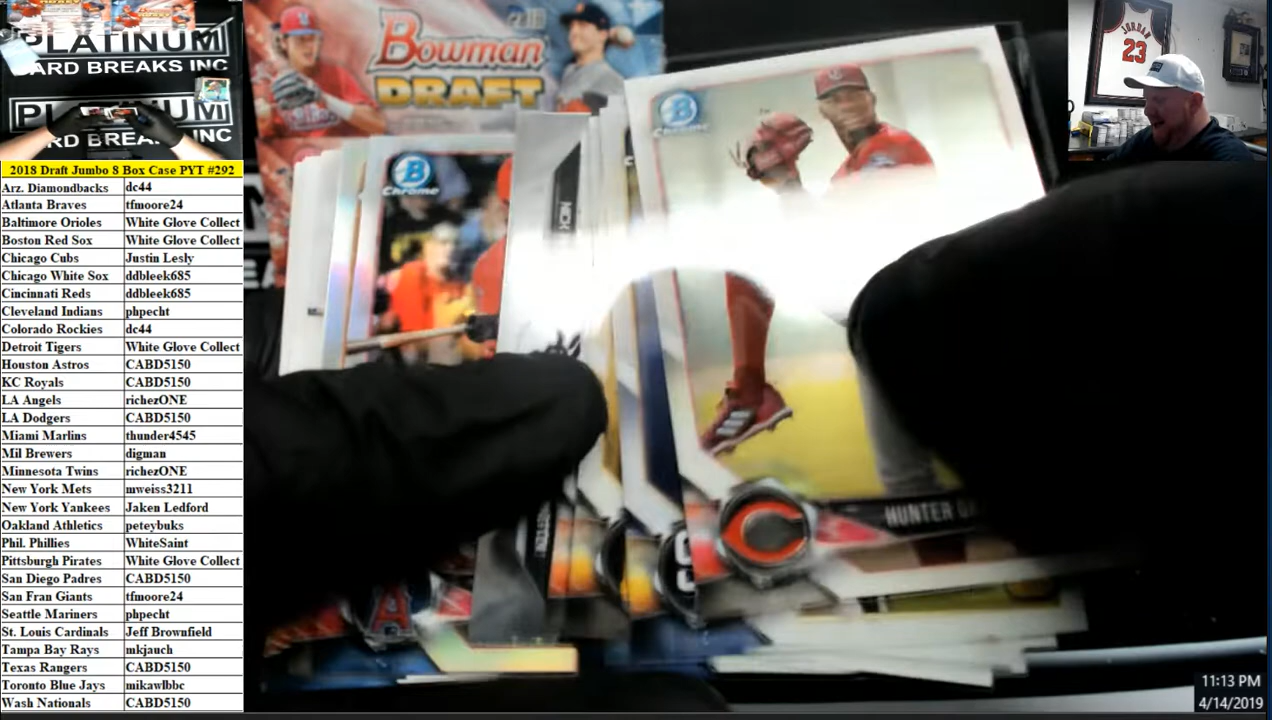 PLATINUM
CARD BREAKS INC
PLATINUM
CARD BREAKS INC
2018 Draft Jumbo 8 Box Case PYT #292
Arz. Diamondbacks dc44
Atlanta Braves tfmoore24
Baltimore Orioles White Glove Collect
Boston Red Sox White Glove Collect
Chicago Cubs Justin Lesly
Chicago White Sox ddbleek685
Cincinnati Reds ddbleek685
Cleveland Indians phpecht
Colorado Rockies dc44
Detroit Tigers White Glove Collect
Houston Astros CABD5150
KC Royals CABD5150
LA Angels richezONE
LA Dodgers CABD5150
Miami Marlins thunder4545
Mil Brewers digman
Minnesota Twins richezONE
New York Mets mweiss3211
New York Yankees Jaken Ledford
Oakland Athletics peteybuks
Phil. Phillies WhiteSaint
Pittsburgh Pirates White Glove Collect
San Diego Padres CABD5150
San Fran Giants tfmoore24
Seattle Mariners phpecht
St. Louis Cardinals Jeff Brownfield
Tampa Bay Rays mkjauch
Texas Rangers CABD5150
Toronto Blue Jays mikawlbbc
Wash Nationals CABD5150
2018
Bowman
DRAFT
B
Chrome
B
Chrome
NICK
HUNTER
C
A
JORDAN
23
11:13 PM
4/14/2019